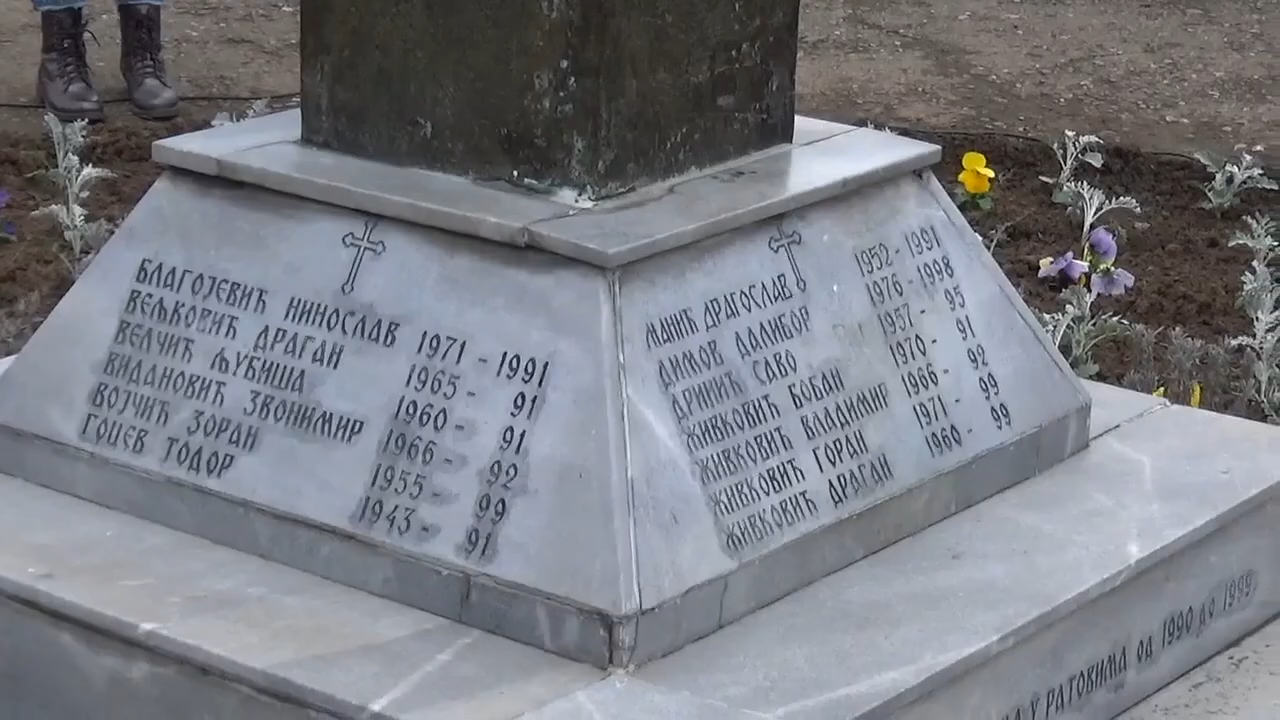 БЛАГОЈЕВИЋ НИНОСЛАВ 1971 - 1991
ВЕЉКОВИЋ ДРАГАН 1965 - 91
ВЕЛЧИЋ ЉУБИША 1960 - 91
ВИДАНОВИЋ ЗВОНИМИР 1966 - 92
ВОЈЧИЋ ЗОРАН 1955 - 99
ГОЦЕВ ТОДОР 1943 - 91
МАНИЋ ДРАГОСЛАВ 1952 - 1991
ДИМОВ ДАЛИБОР 1976 - 1998
ДРИНИЋ САВО 1957 - 95
ЖИВКОВИЋ БОБАН 1970 - 91
ЖИВКОВИЋ ВЛАДИМИР 1966 - 92
ЖИВКОВИЋ ГОРАН 1971 - 99
ЖИВКОВИЋ ДРАГАН 1960 - 99
У РАТОВИМА ОД 1990 ДО 1999